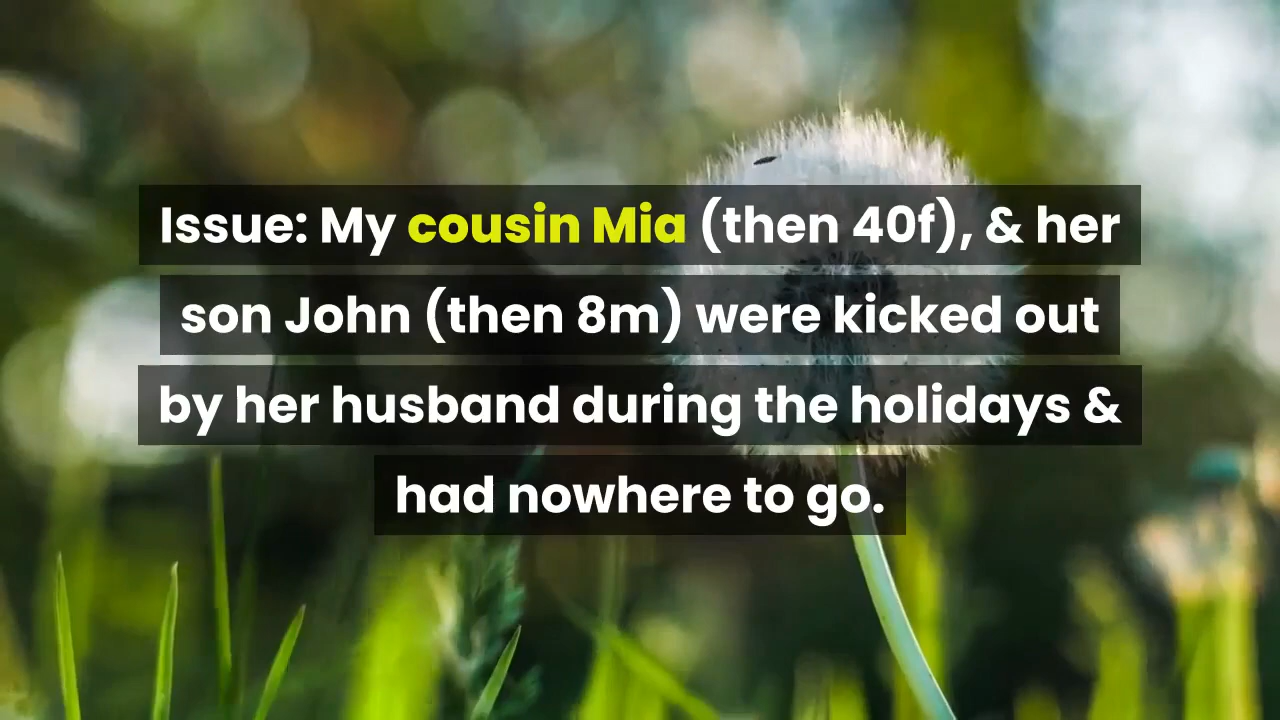 Issue: My cousin Mia (then 40f), & her
son John (then 8m) were kicked out
by her husband during the holidays &
had nowhere to go.